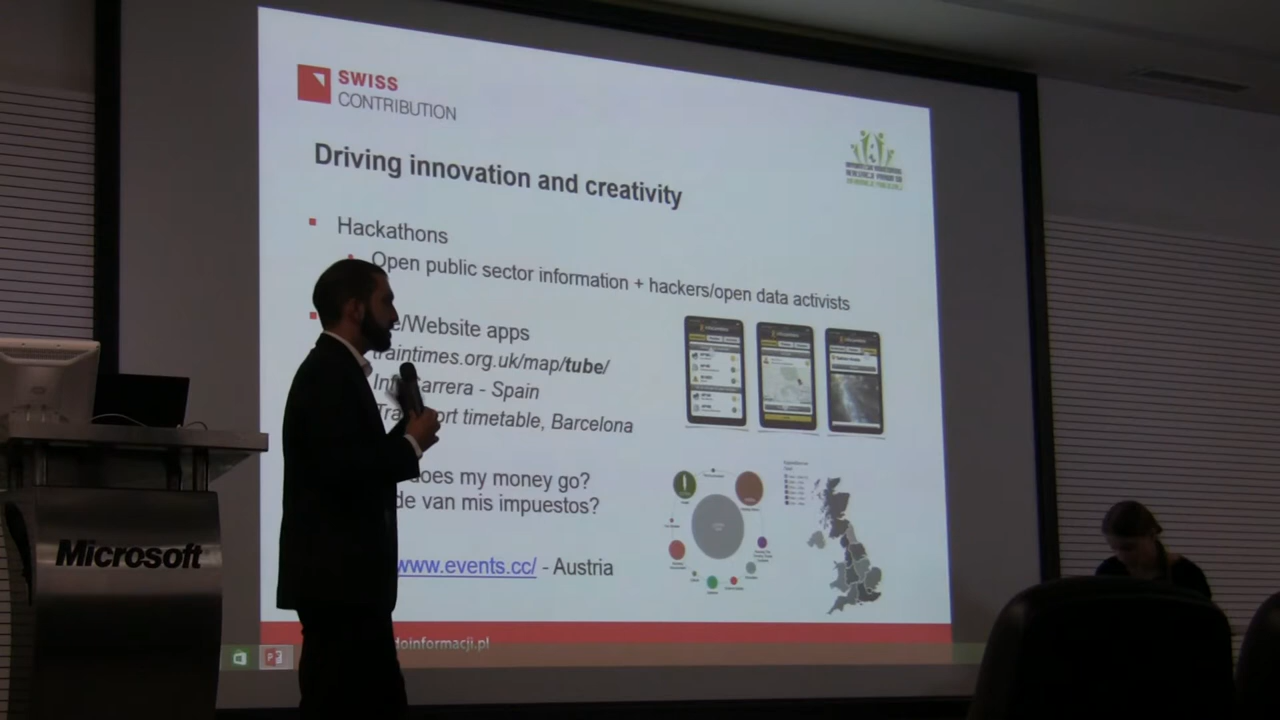 SWISS
CONTRIBUTION
Driving innovation and creativity
Hackathons
Open public sector information + hackers/open data activists
/Website apps
traintimes.org.uk/map/tube/
carrera - Spain
timetable, Barcelona
does my money go?
de van mis impuestos?
www.events.cc/ - Austria
doinformacji.pl
Microsoft